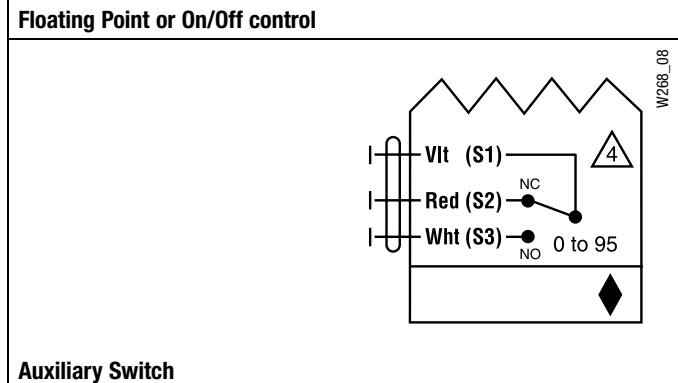 Floating Point or On/Off control
W268_08
Vlt (S1)
4
NC
Red (S2)
Wht (S3)
NO
0 to 95
Auxiliary Switch